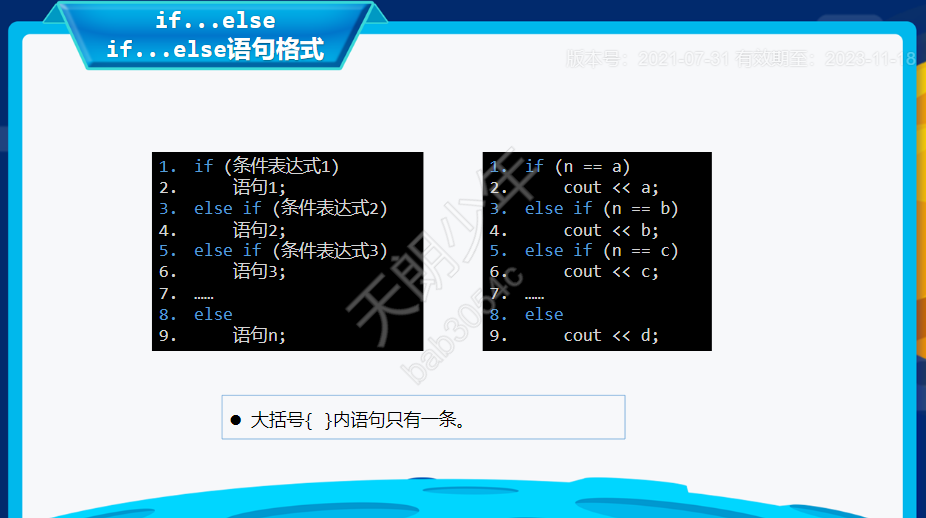 if...else
if...else语句格式
版本号：2021-07-31 有效期至：2023-11-18
1. if (条件表达式1)
2. 语句1;
3. else if (条件表达式2)
4. 语句2;
5. else if (条件表达式3)
6. 语句3;
7. ……
8. else
9. 语句n;
1. if (n == a)
2. cout << a;
3. else if (n == b)
4. cout << b;
5. else if (n == c)
6. cout << c;
7. ……
8. else
9. cout << d;
天朗少年
bab3054c
● 大括号{ }内语句只有一条。